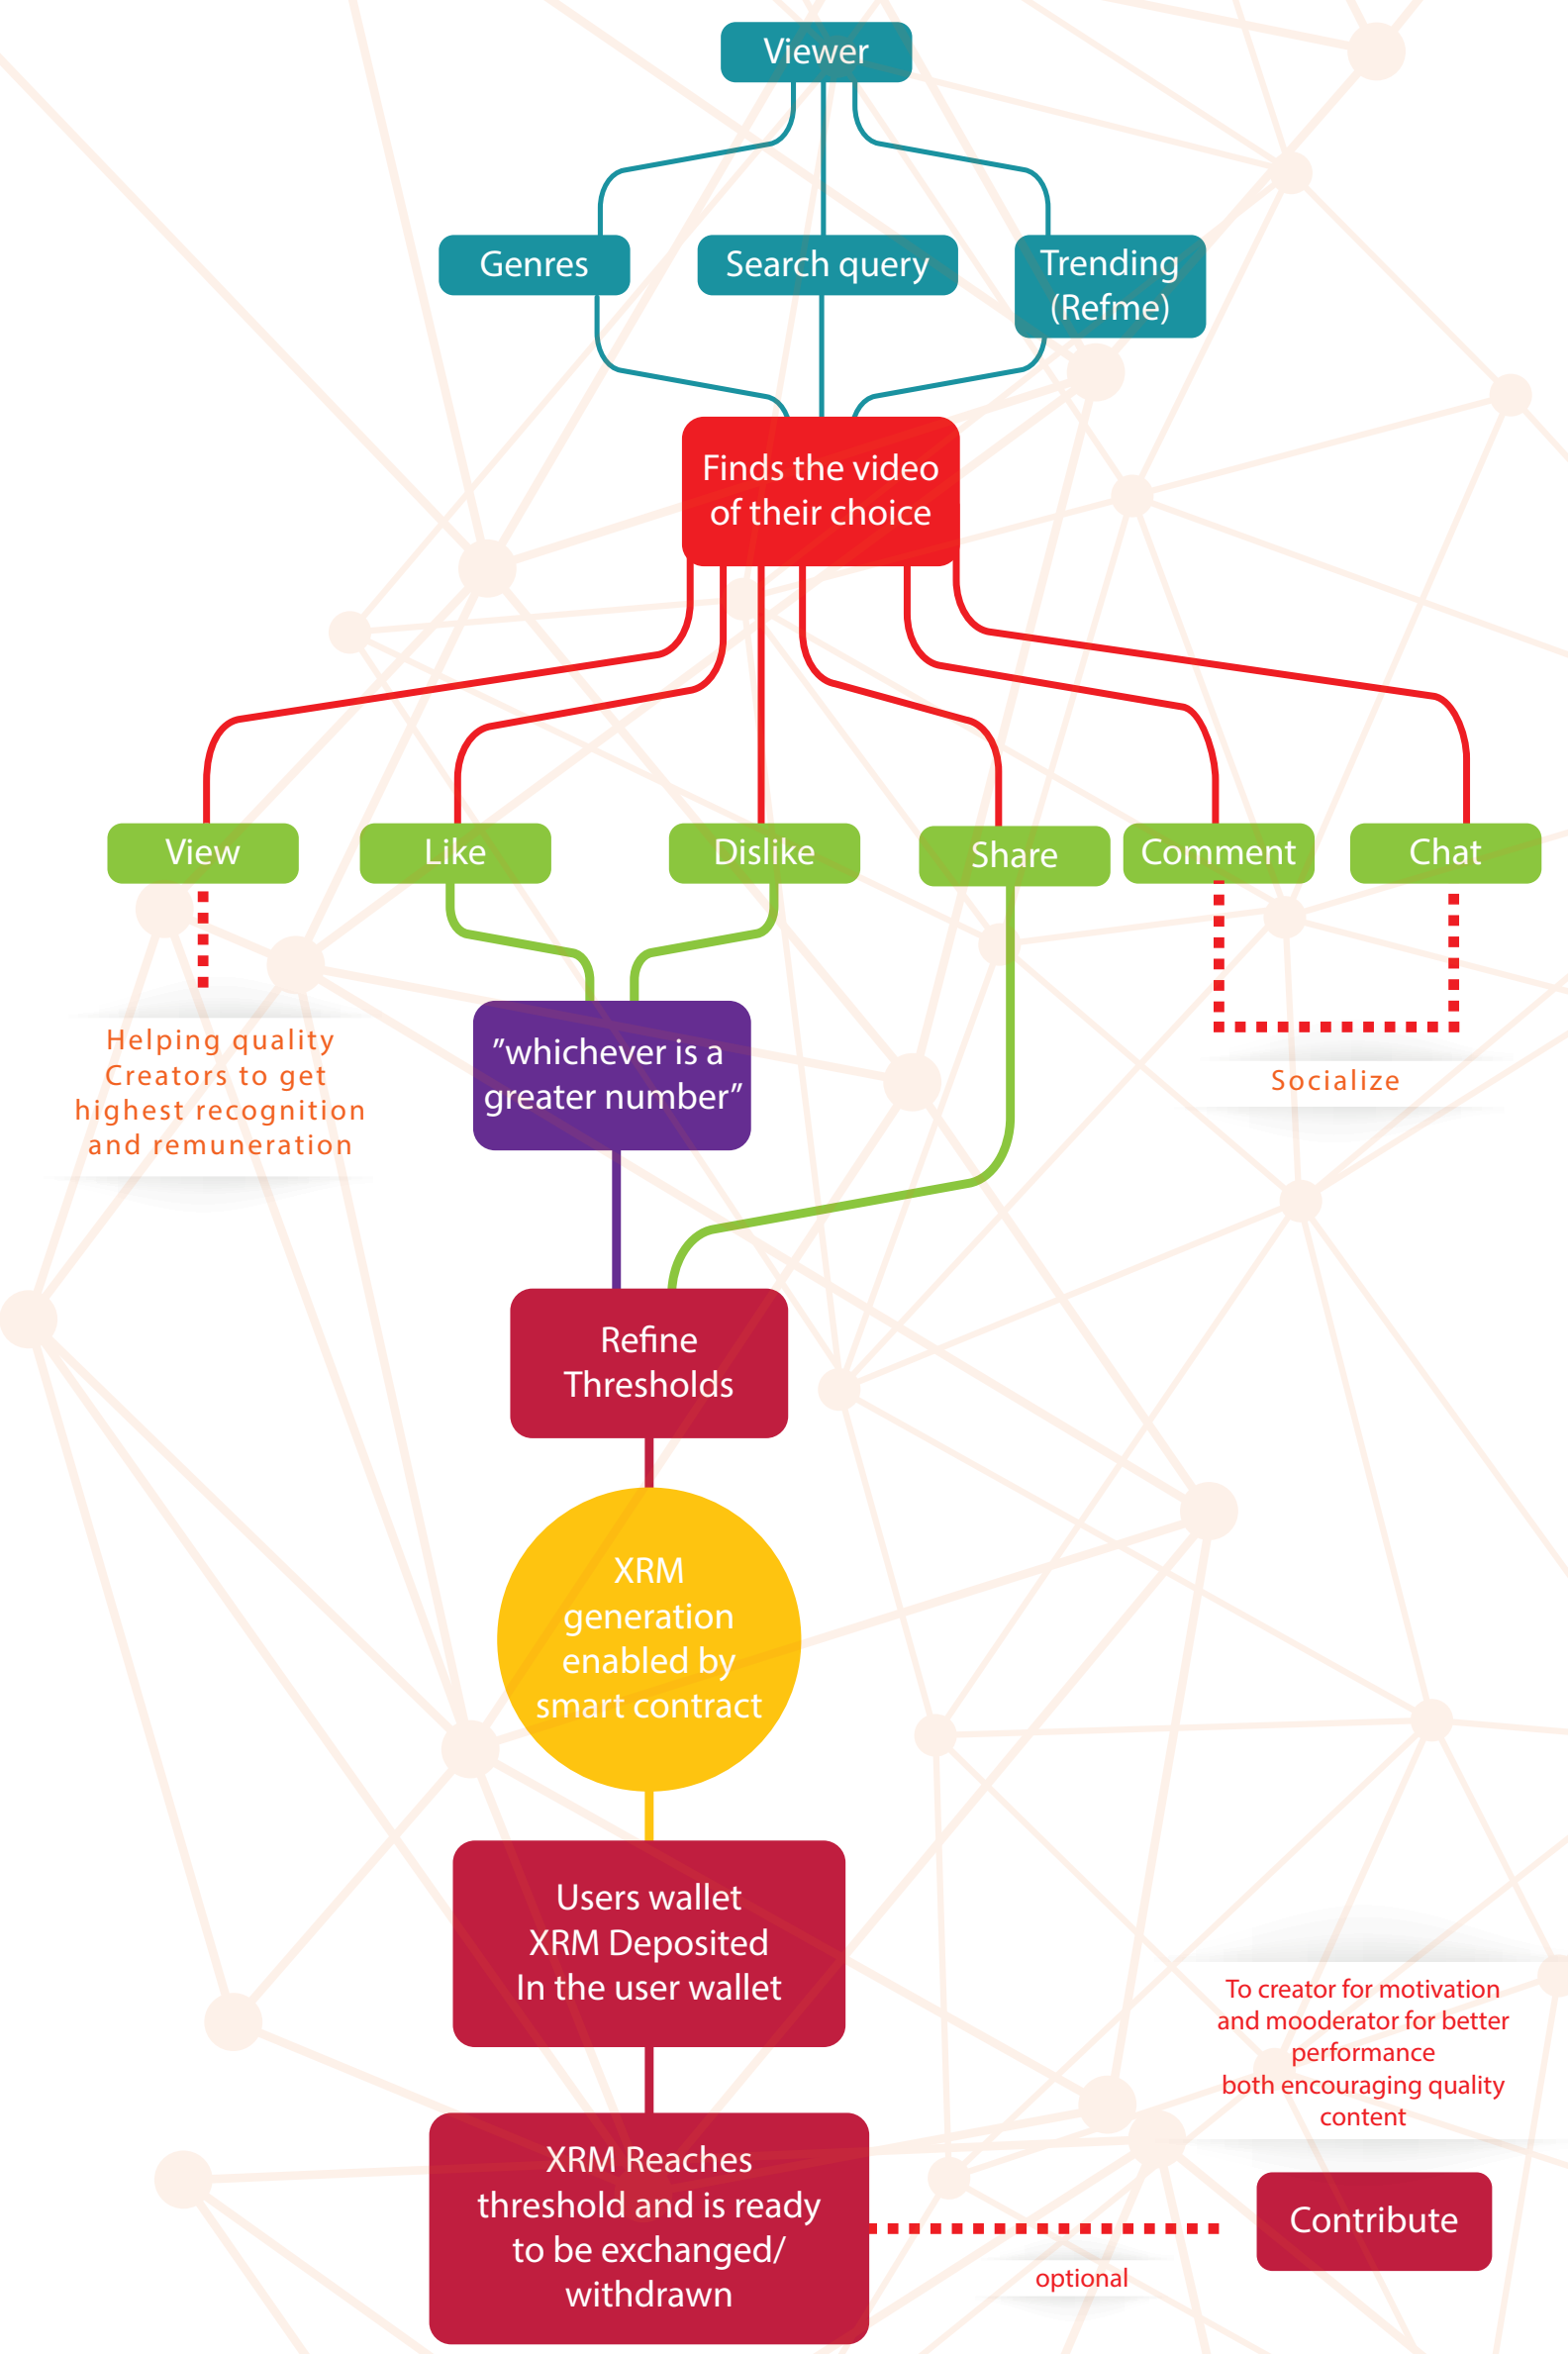 Viewer
Genres
Search query
Trending
(Refme)
Finds the video
of their choice
View
Like
Dislike
Share
Comment
Chat
Helping quality
Creators to get
highest recognition
and remuneration
”whichever is a
greater number”
Socialize
Refine
Thresholds
XRM
generation
enabled by
smart contract
Users wallet
XRM Deposited
In the user wallet
To creator for motivation
and mooderator for better
performance
both encouraging quality
content
XRM Reaches
threshold and is ready
to be exchanged/
withdrawn
optional
Contribute